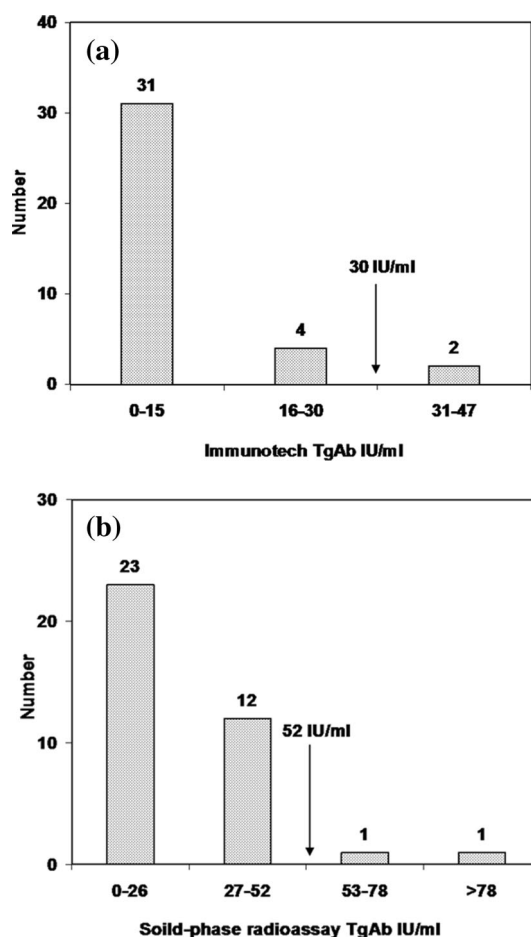 (a)
40
30
20
10
0
Number
31
4
2
30 IU/ml
0-15 16-30 31-47
Immunotech TgAb IU/ml
(b)
30
20
10
0
Number
23
12
1
1
52 IU/ml
0-26 27-52 53-78 >78
Soild-phase radioassay TgAb IU/ml